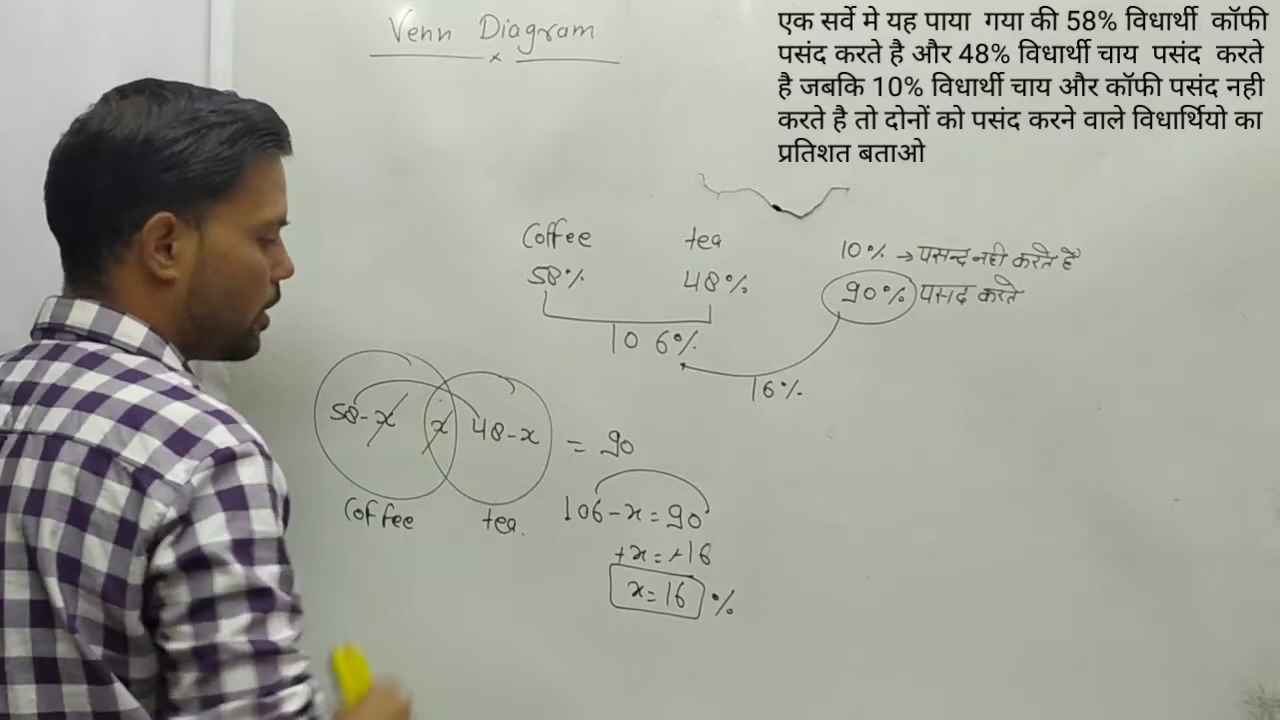 Venn Diagram
एक सर्वे मे यह पाया गया की 58% विधार्थी कॉफी
पसंद करते है और 48% विधार्थी चाय पसंद करते
है जबकि 10% विधार्थी चाय और कॉफी पसंद नही
करते है तो दोनों को पसंद करने वाले विधार्थियो का
प्रतिशत बताओ
Coffee tea
58% 48%
106%
10% → पसन्द नही करते है
90% पसंद करते
16%
58-x x 48-x = 90
Coffee tea.
106-x=90
+x=+16
x=16 %